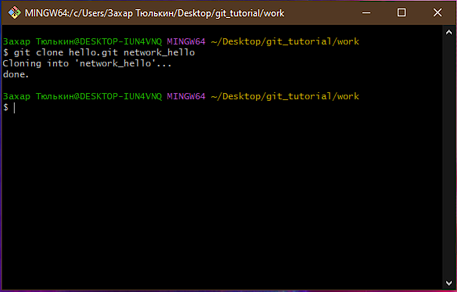 MINGW64:/c/Users/Захар Тюлькин/Desktop/git_tutorial/work
Захар Тюлькин@DESKTOP-IUN4VNQ MINGW64 ~/Desktop/git_tutorial/work
$ git clone hello.git network_hello
Cloning into 'network_hello'...
done.
Захар Тюлькин@DESKTOP-IUN4VNQ MINGW64 ~/Desktop/git_tutorial/work
$